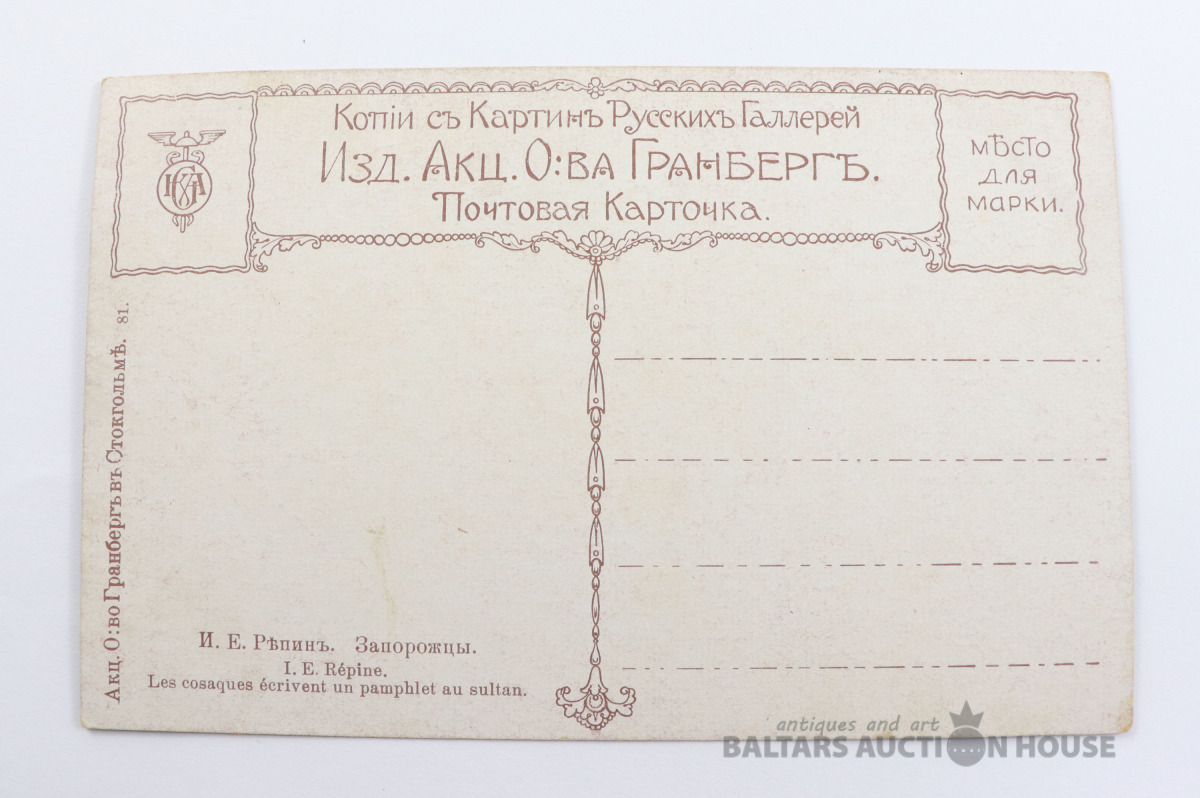 Копіи съ Картинъ Русскихъ Галлерей
Изд. Акц. О:ва Гранбергъ.
Почтовая Карточка.
мѣсто
для
марки.
Акц. О:во Гранбергъ въ Стокгольмѣ. 81.
И. Е. Рѣпинъ. Запорожцы.
I. E. Répine.
Les cosaques écrivent un pamphlet au sultan.
antiques and art
BALTARS AUCTION HOUSE